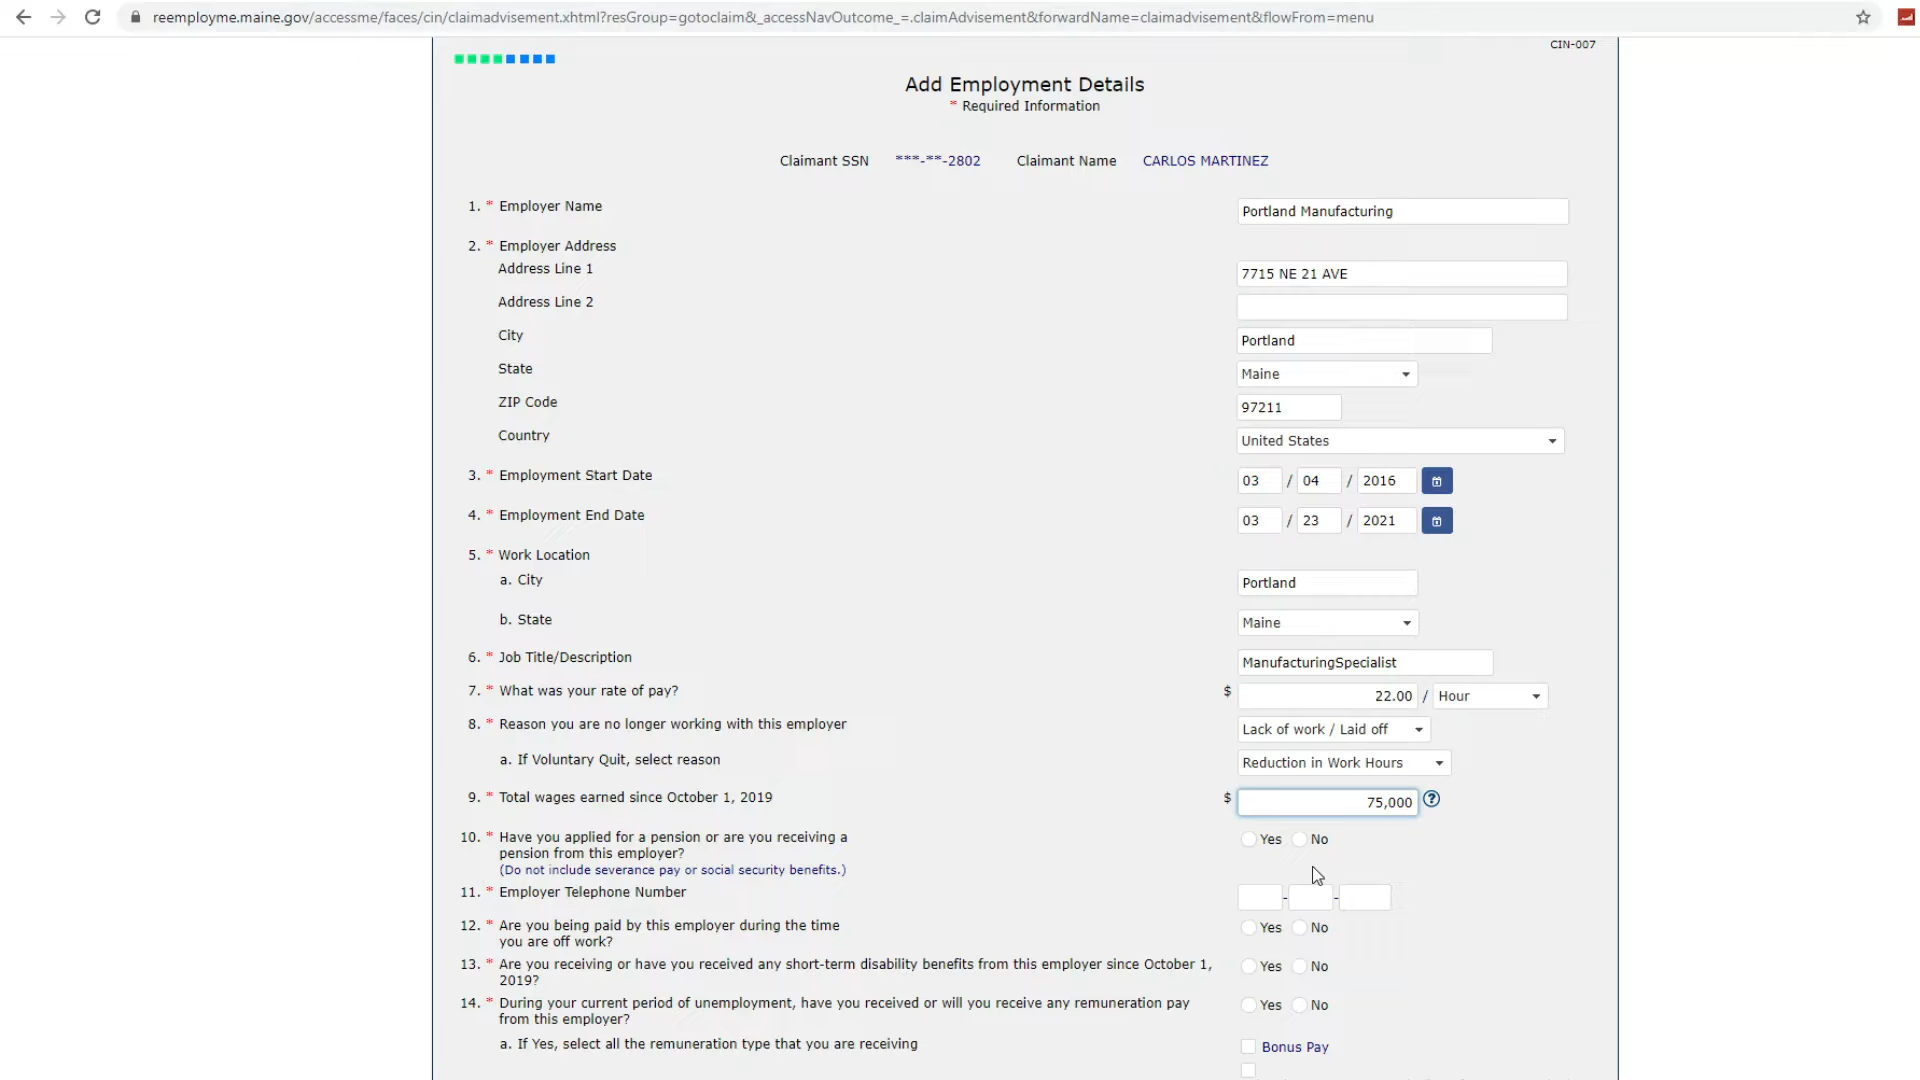 reemployme.maine.gov/accessme/faces/cin/claimadvisement.xhtml?resGroup=gotoclaim&_accessNavOutcome_=.claimAdvisement&forwardName=claimadvisement&flowFrom=menu
CIN-007
Add Employment Details
* Required Information
Claimant SSN ***-**-2802 Claimant Name CARLOS MARTINEZ
1. * Employer Name Portland Manufacturing
2. * Employer Address
Address Line 1 7715 NE 21 AVE
Address Line 2
City Portland
State Maine
ZIP Code 97211
Country United States
3. * Employment Start Date 03 / 04 / 2016
4. * Employment End Date 03 / 23 / 2021
5. * Work Location
a. City Portland
b. State Maine
6. * Job Title/Description ManufacturingSpecialist
7. * What was your rate of pay? $ 22.00 / Hour
8. * Reason you are no longer working with this employer Lack of work / Laid off
a. If Voluntary Quit, select reason Reduction in Work Hours
9. * Total wages earned since October 1, 2019 $ 75,000 ?
10. * Have you applied for a pension or are you receiving a Yes No
pension from this employer?
(Do not include severance pay or social security benefits.)
11. * Employer Telephone Number - -
12. * Are you being paid by this employer during the time Yes No
you are off work?
13. * Are you receiving or have you received any short-term disability benefits from this employer since October 1, Yes No
2019?
14. * During your current period of unemployment, have you received or will you receive any remuneration pay Yes No
from this employer?
a. If Yes, select all the remuneration type that you are receiving Bonus Pay